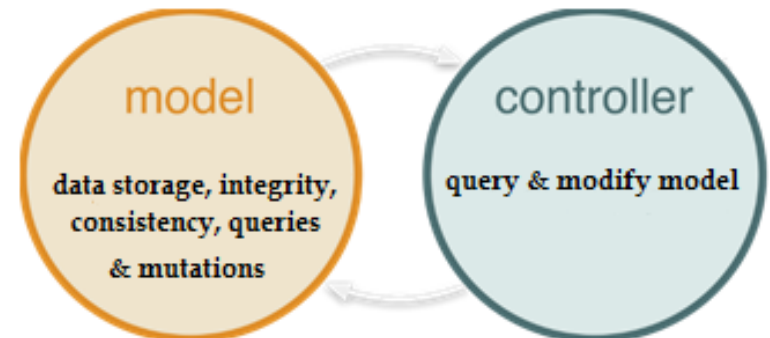 model
data storage, integrity,
consistency, queries
& mutations
controller
query & modify model